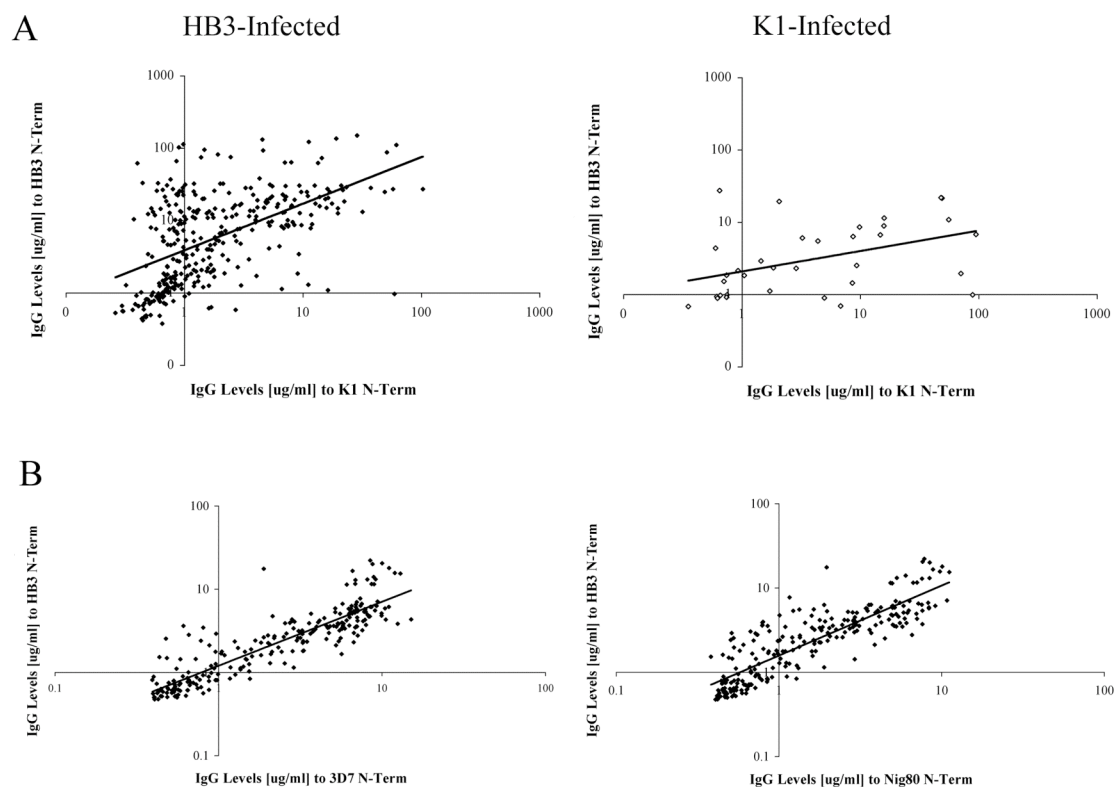 A
HB3-Infected
K1-Infected
IgG Levels [ug/ml] to HB3 N-Term
1000
100
10
0
0
1
10
100
1000
IgG Levels [ug/ml] to K1 N-Term
IgG Levels [ug/ml] to HB3 N-Term
1000
100
10
1
0
0
1
10
100
1000
IgG Levels [ug/ml] to K1 N-Term
B
IgG Levels [ug/ml] to HB3 N-Term
100
10
0.1
0.1
1
10
100
IgG Levels [ug/ml] to 3D7 N-Term
IgG Levels [ug/ml] to HB3 N-Term
100
10
1
0.1
0.1
1
10
100
IgG Levels [ug/ml] to Nig80 N-Term